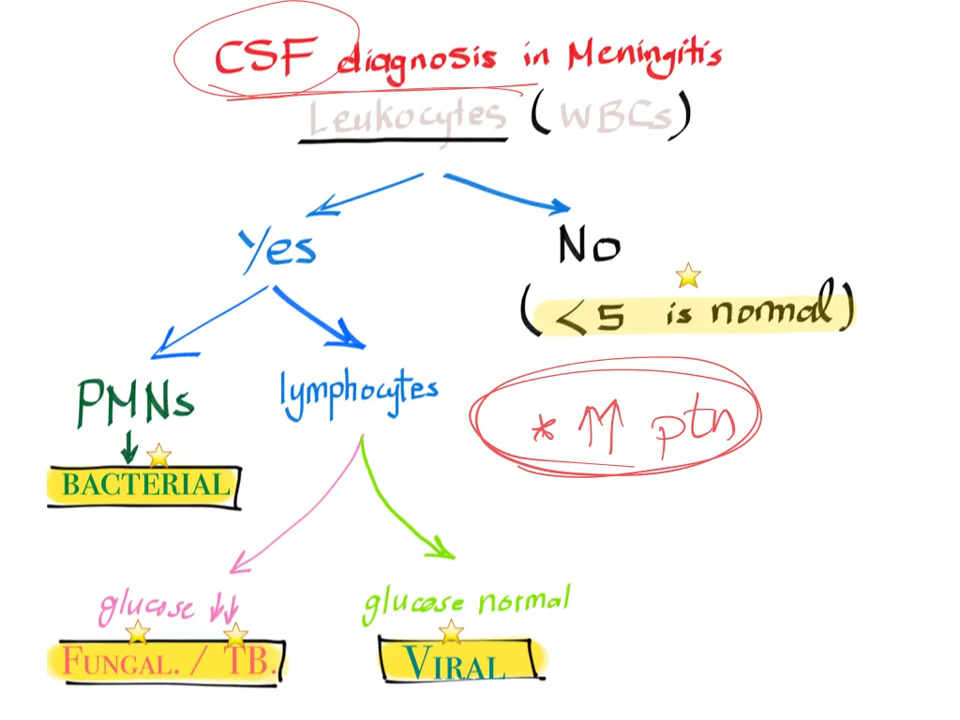 CSF diagnosis in Meningitis
Leukocytes (WBCs)
Yes
No
(<5 is normal)
PMNs
lymphocytes
* ↑↑ ptn
↓
BACTERIAL
glucose ↓↓
glucose normal
FUNGAL. / TB.
VIRAL